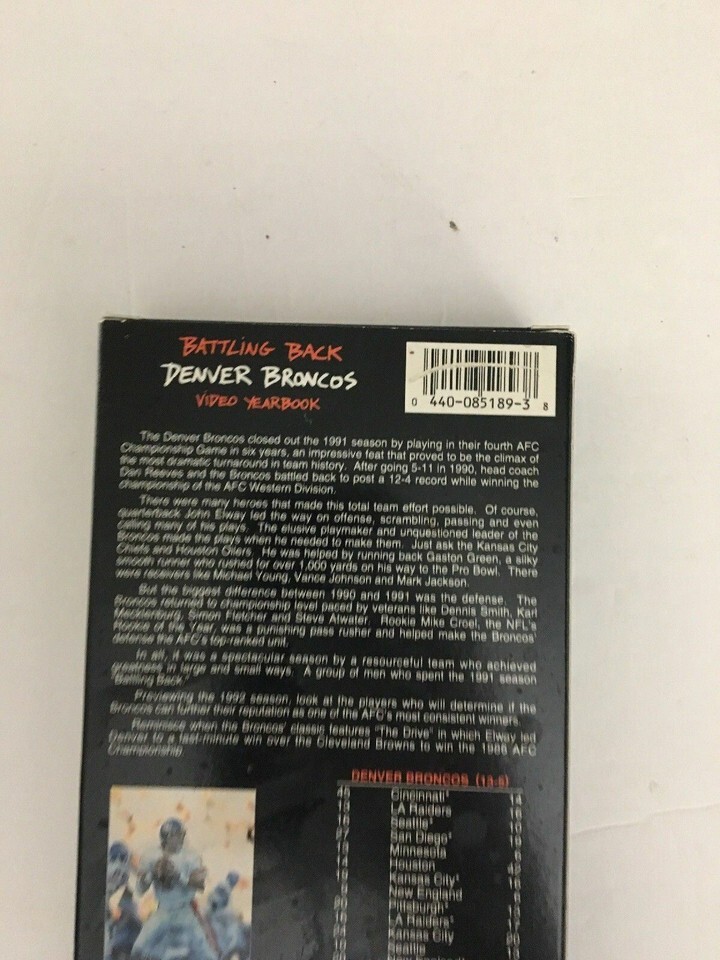 BATTLING BACK
DENVER BRONCOS
VIDEO YEARBOOK
0 440-085189-3 8
The Denver Broncos closed out the 1991 season by playing in their fourth AFC
Championship Game in six years, an impressive feat that proved to be the climax of
the most dramatic turnaround in team history. After going 5-11 in 1990, head coach
Dan Reeves and the Broncos battled back to post a 12-4 record while winning the
championship of the AFC Western Division.
There were many heroes that made this total team effort possible. Of course,
quarterback John Elway led the way on offense, scrambling, passing and even
calling many of his plays. The elusive playmaker and unquestioned leader of the
Broncos made the plays when he needed to make them. Just ask the Kansas City
Chiefs and Houston Oilers. He was helped by running back Gaston Green, a silky
smooth runner who rushed for over 1,000 yards on his way to the Pro Bowl. There
were receivers like Michael Young, Vance Johnson and Mark Jackson.
But the biggest difference between 1990 and 1991 was the defense. The
Broncos returned to championship level paced by veterans like Dennis Smith, Karl
Mecklenburg, Simon Fletcher and Steve Atwater. Rookie Mike Croel, the NFL's
Rookie of the Year, was a punishing pass rusher and helped make the Broncos'
defense the AFC's top-ranked unit.
In all, it was a spectacular season by a resourceful team who achieved
greatness in large and small ways. A group of men who spent the 1991 season
"Battling Back."
Previewing the 1992 season, look at the players who will determine if the
Broncos can further their reputation as one of the AFC's most consistent winners.
Reminisce when the Broncos' classic features "The Drive" in which Elway led
Denver to a last-minute win over the Cleveland Browns to win the 1986 AFC
Championship
DENVER BRONCOS (13-5)
Cincinnati* 14
LA Raiders
Seattle* 10
San Diego*
Minnesota
Houston 42
Kansas City*
New England
Pittsburgh*
LA Raiders*
Kansas City 20
Seattle